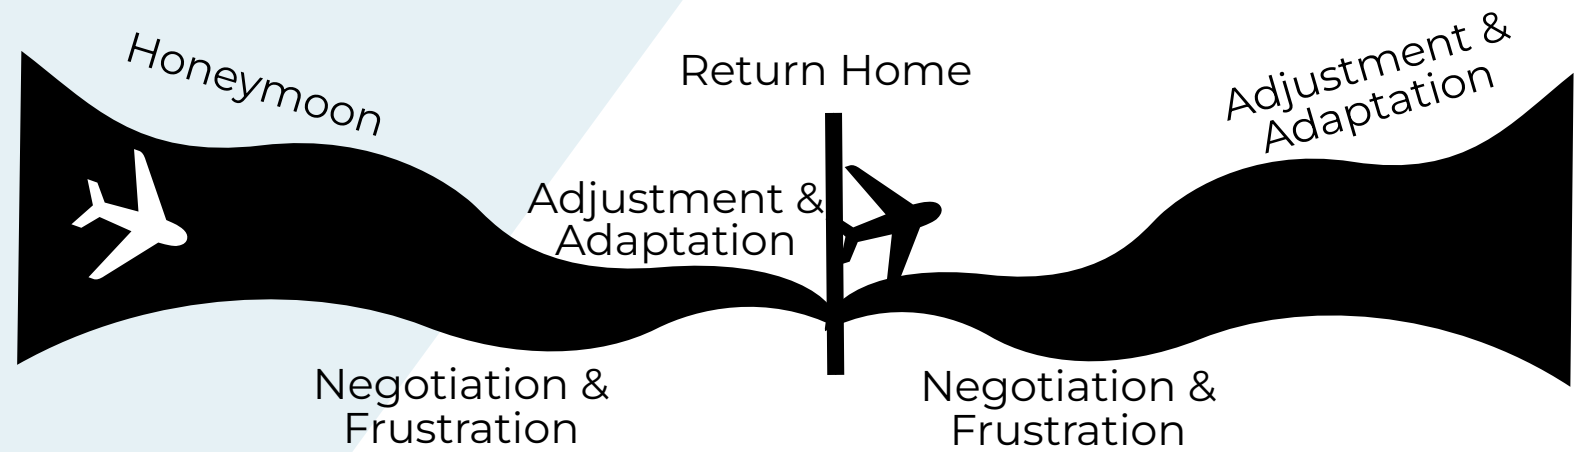 Honeymoon
Negotiation &
Frustration
Adjustment &
Adaptation
Return Home
Negotiation &
Frustration
Adjustment &
Adaptation